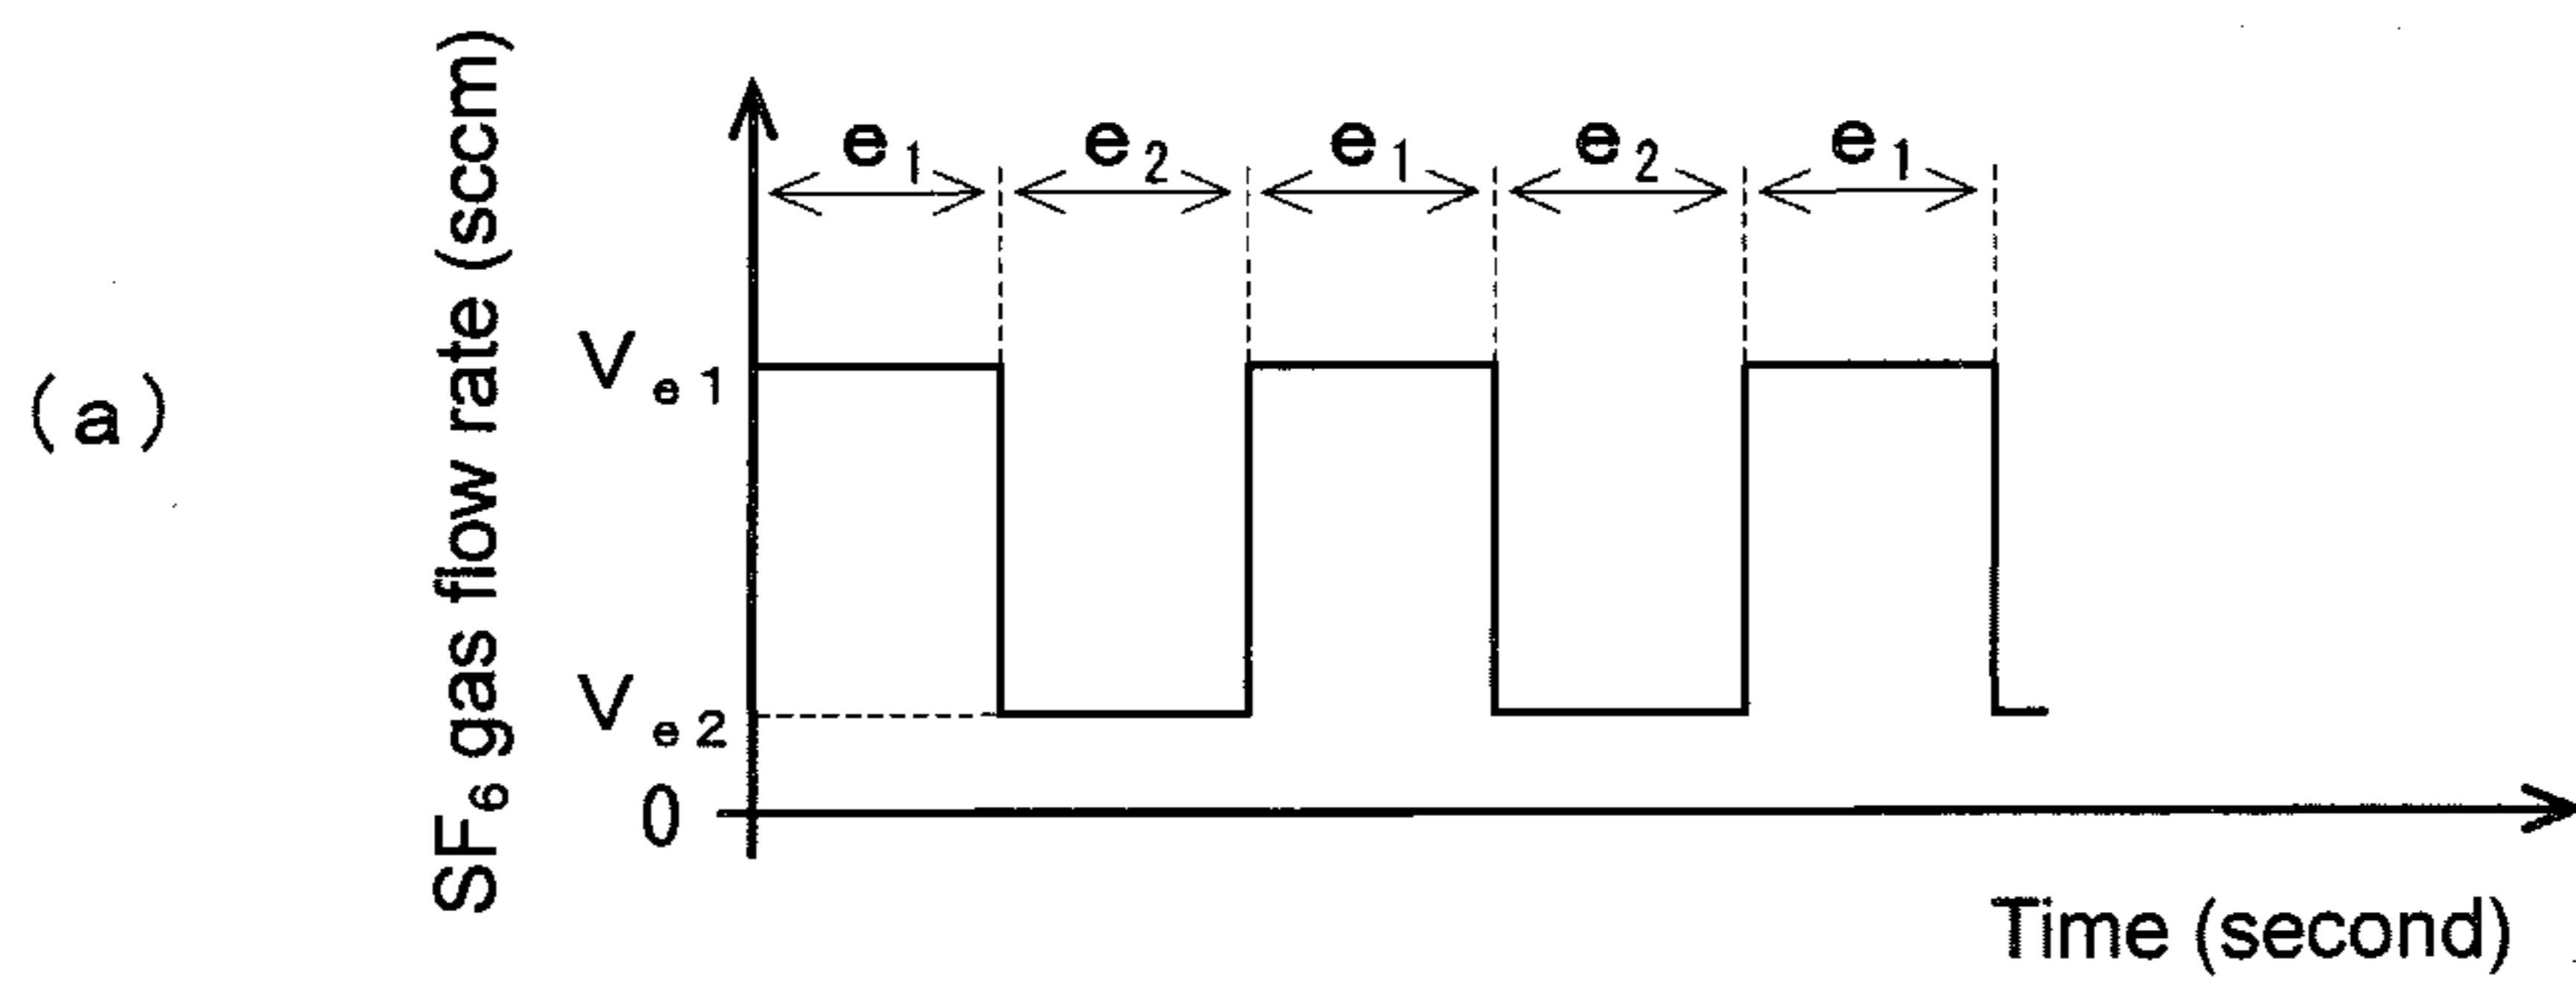 (a)
SF₆ gas flow rate (sccm)
e₁ e₂ e₁ e₂ e₁
Vₑ₁
Vₑ₂
0
Time (second)